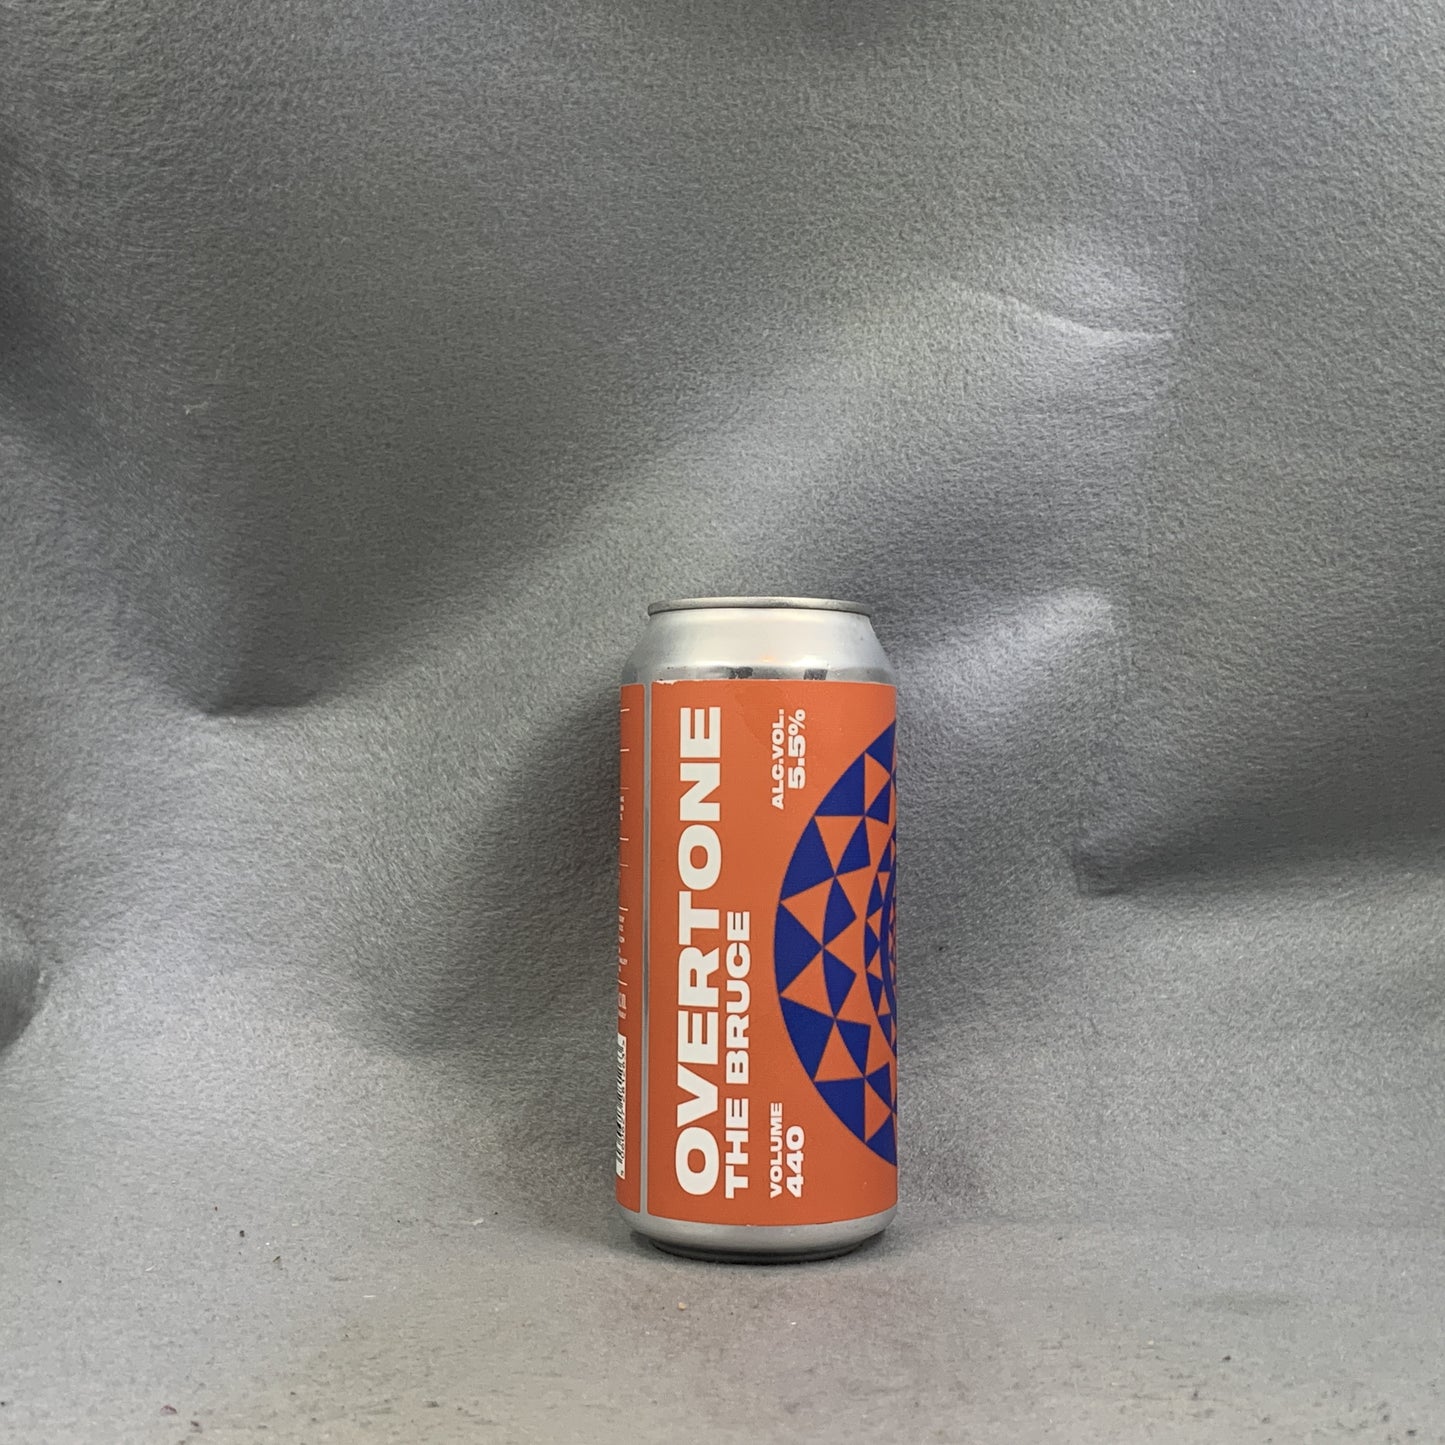 OVERTONE
THE BRUCE
VOLUME
440
ALC.VOL.
5.5%